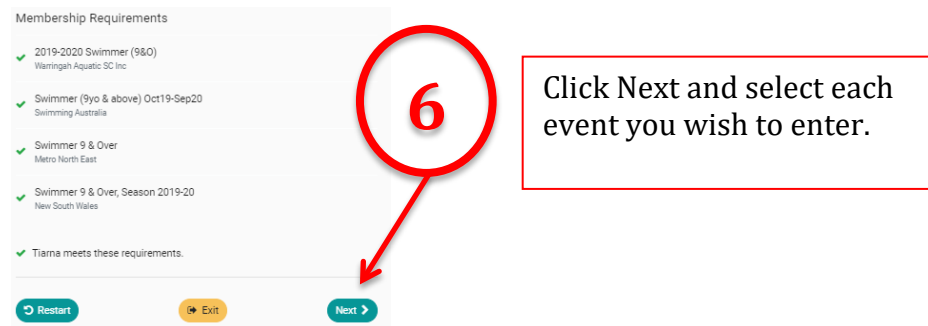 Membership Requirements
2019-2020 Swimmer (9&O)
Warringah Aquatic SC Inc
Swimmer (9yo & above) Oct19-Sep20
Swimming Australia
Swimmer 9 & Over
Metro North East
Swimmer 9 & Over, Season 2019-20
New South Wales
Tiarna meets these requirements.
Restart
Exit
Next
6
Click Next and select each
event you wish to enter.